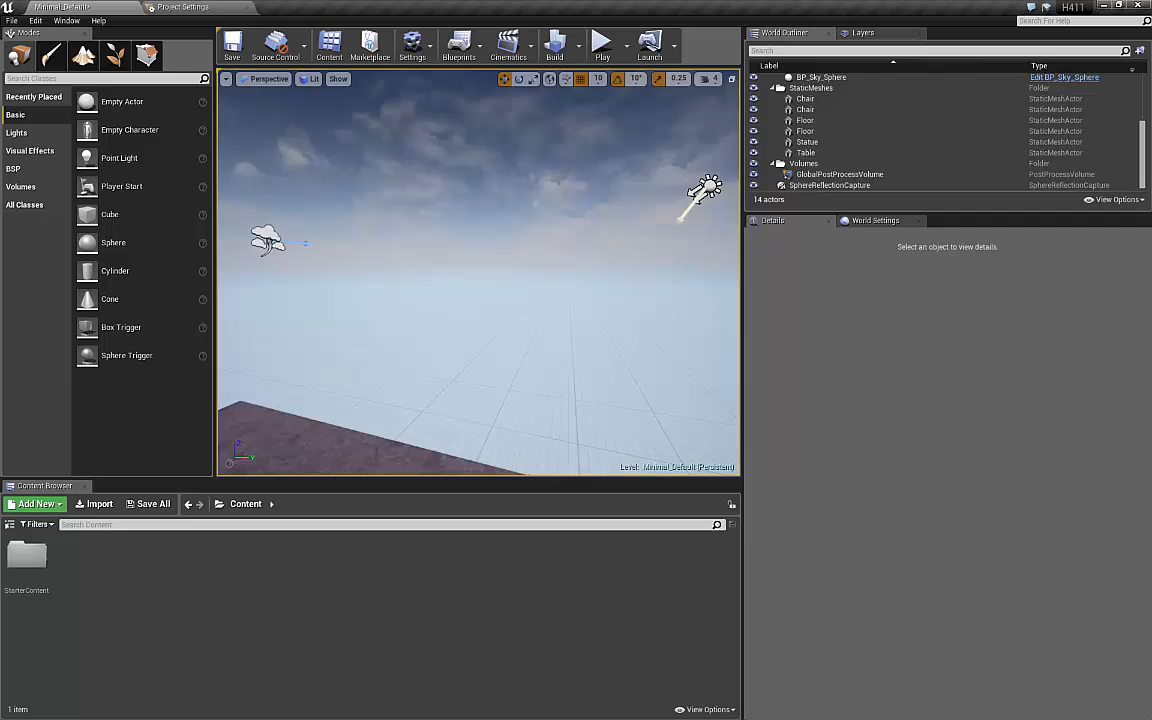 Minimal_Default*
Project Settings
H411
File Edit Window Help
Search For Help
Modes
Save Source Control Content Marketplace Settings Blueprints Cinematics Build Play Launch
World Outliner Layers
Search Classes
Search
Label Type
Perspective Lit Show 10 10° 0.25 4
Recently Placed
Basic
Lights
Visual Effects
BSP
Volumes
All Classes
Empty Actor
Empty Character
Point Light
Player Start
Cube
Sphere
Cylinder
Cone
Box Trigger
Sphere Trigger
BP_Sky_Sphere Edit BP_Sky_Sphere
StaticMeshes Folder
Chair StaticMeshActor
Chair StaticMeshActor
Floor StaticMeshActor
Floor StaticMeshActor
Statue StaticMeshActor
Table StaticMeshActor
Volumes Folder
GlobalPostProcessVolume PostProcessVolume
SphereReflectionCapture SphereReflectionCapture
14 actors View Options
Details World Settings
Select an object to view details.
Z
Y
Level: Minimal_Default (Persistent)
Content Browser
Add New Import Save All Content
Filters Search Content
StarterContent
1 item View Options